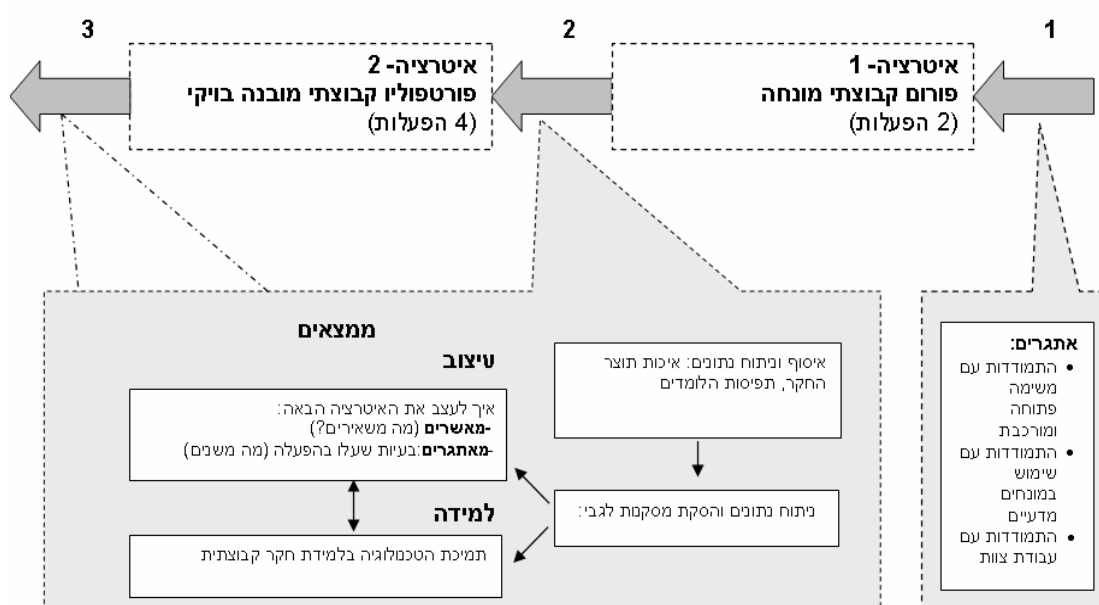 1
2
3
איטרציה- 1
פורום קבוצתי מונחה
(2 הפעלות)
איטרציה- 2
פורטפוליו קבוצתי מובנה בויקי
(4 הפעלות)
אתגרים:
• התמודדות עם
משימה
פתוחה
ומורכבת
• התמודדות עם
שימוש
במונחים
מדעיים
• התמודדות עם
עבודת צוות
ממצאים
איסוף וניתוח נתונים: איכות תוצר
החקר, תפיסות הלומדים
ניתוח נתונים והסקת מסקנות לגבי:
עיצוב
איך לעצב את האיטרציה הבאה:
-מאשרים (מה משאירים?)
-מאתגרים:בעיות שעלו בהפעלה (מה משנים)
למידה
תמיכת הטכנולוגיה בלמידת חקר קבוצתית